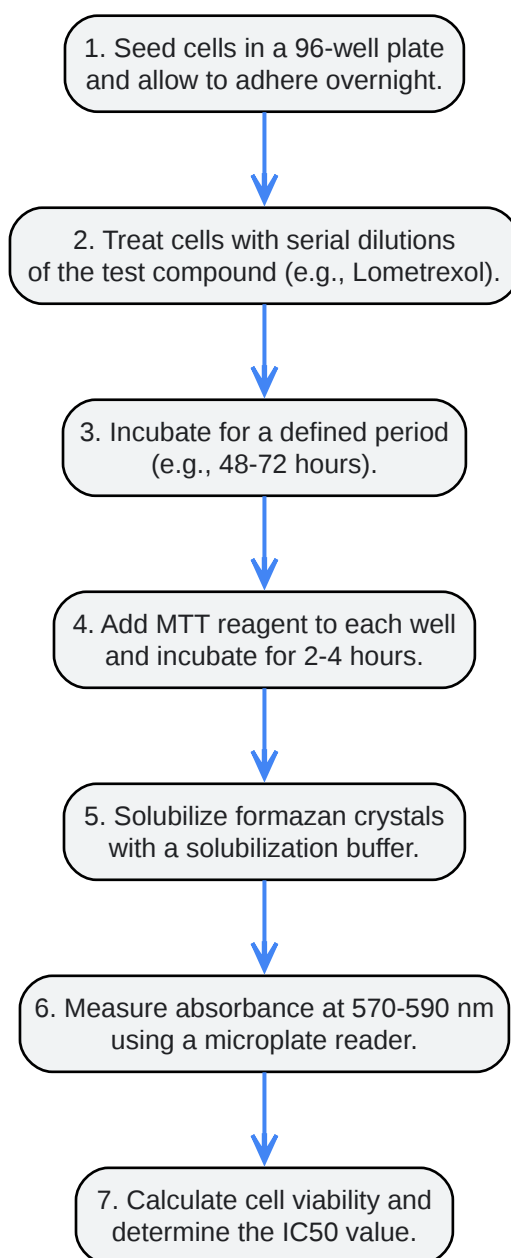 1. Seed cells in a 96-well plate
and allow to adhere overnight.
2. Treat cells with serial dilutions
of the test compound (e.g., Lometrexol).
3. Incubate for a defined period
(e.g., 48-72 hours).
4. Add MTT reagent to each well
and incubate for 2-4 hours.
5. Solubilize formazan crystals
with a solubilization buffer.
6. Measure absorbance at 570-590 nm
using a microplate reader.
7. Calculate cell viability and
determine the IC50 value.